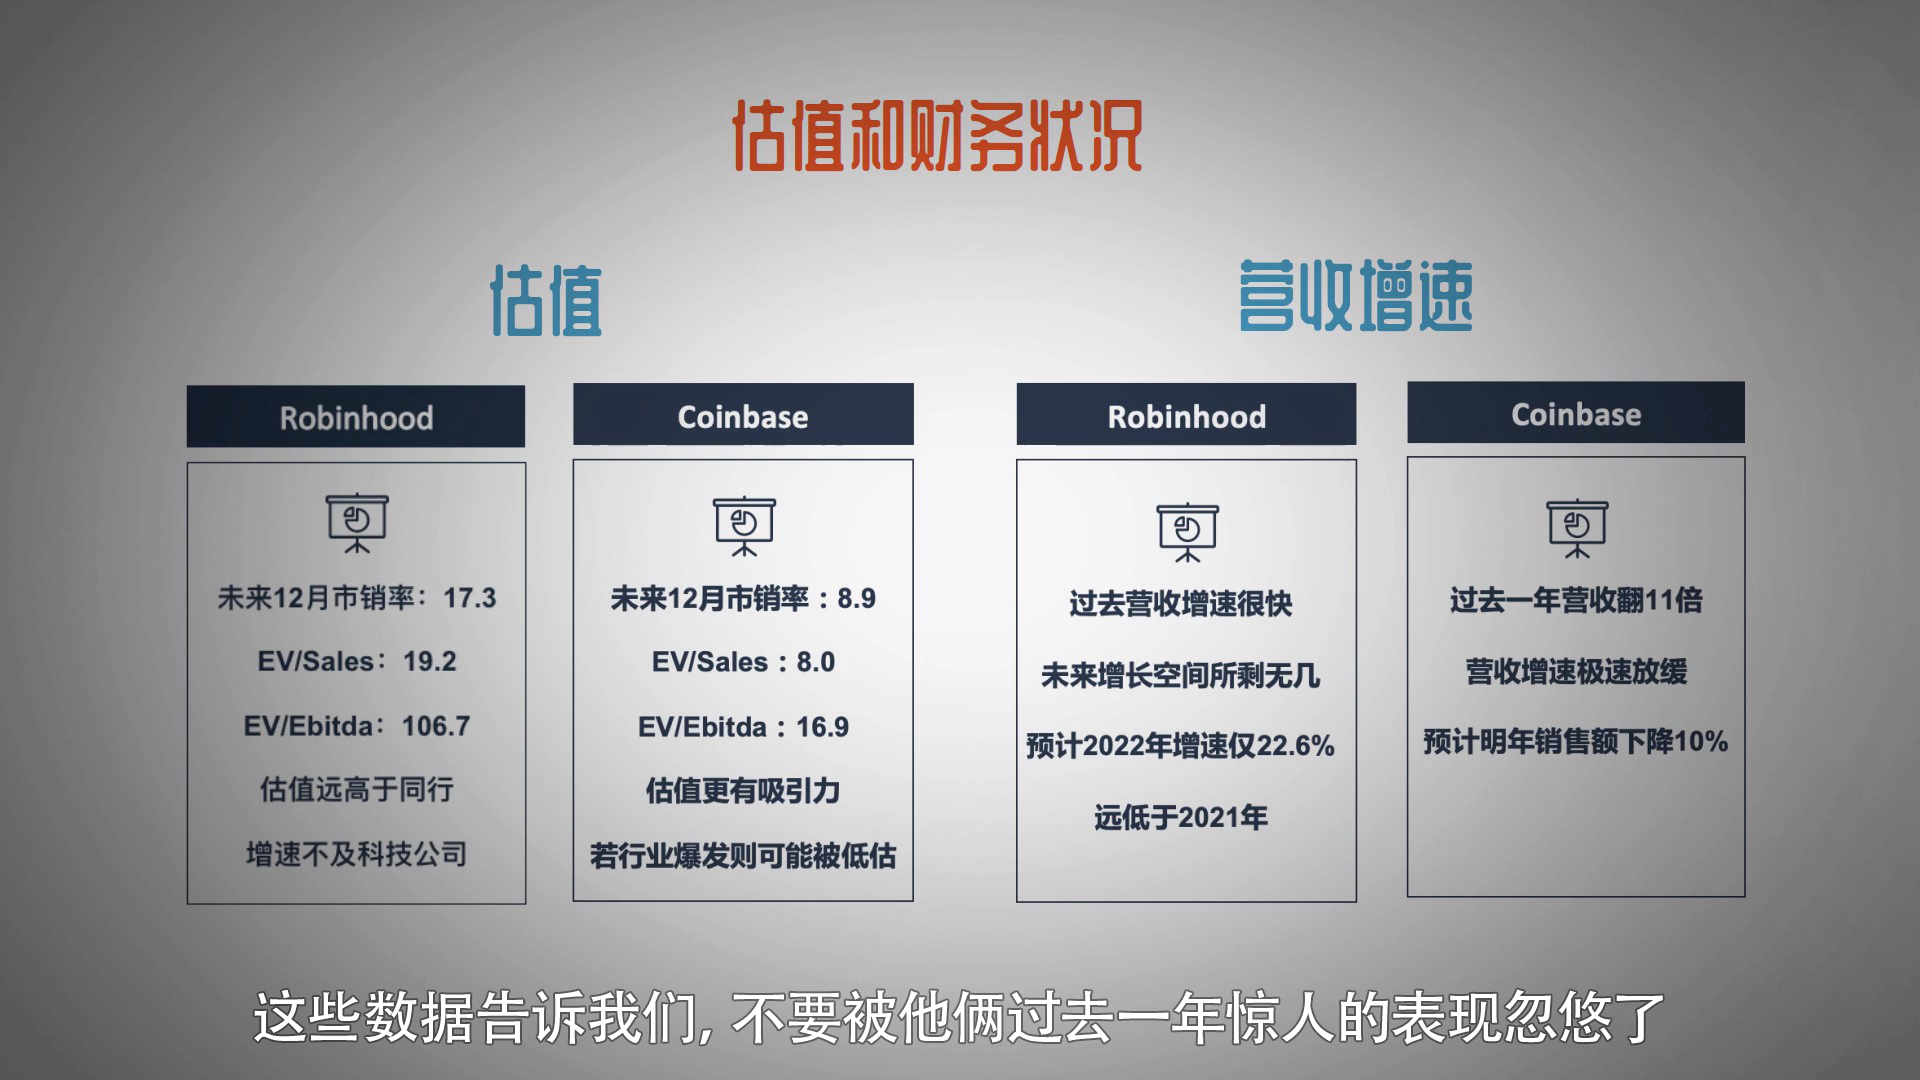 估值和财务状况
估值
营收增速
Robinhood
未来12月市销率：17.3
EV/Sales：19.2
EV/Ebitda：106.7
估值远高于同行
增速不及科技公司
Coinbase
未来12月市销率：8.9
EV/Sales：8.0
EV/Ebitda：16.9
估值更有吸引力
若行业爆发则可能被低估
Robinhood
过去营收增速很快
未来增长空间所剩无几
预计2022年增速仅22.6%
远低于2021年
Coinbase
过去一年营收翻11倍
营收增速极速放缓
预计明年销售额下降10%
这些数据告诉我们, 不要被他俩过去一年惊人的表现忽悠了